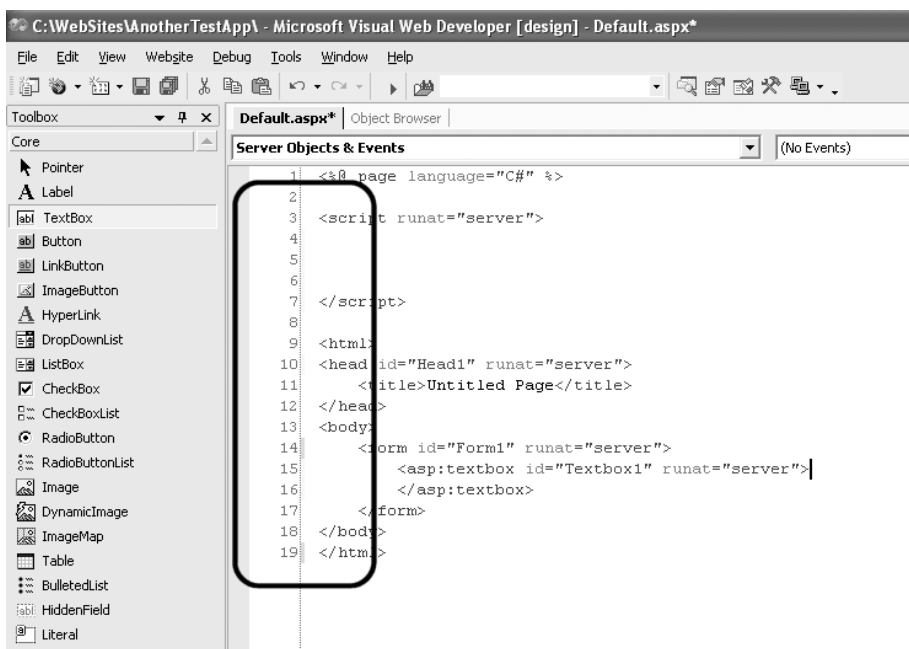 C:\WebSites\AnotherTestApp\ - Microsoft Visual Web Developer [design] - Default.aspx*
File Edit View Website Debug Tools Window Help
Toolbox
Default.aspx* Object Browser
Core
Server Objects & Events (No Events)
Pointer
A Label
abl TextBox
ab Button
ab LinkButton
ImageButton
A HyperLink
DropDownList
ListBox
CheckBox
CheckBoxList
RadioButton
RadioButtonList
Image
DynamicImage
ImageMap
Table
BulletedList
abl HiddenField
Literal
1 <%@ page language="C#" %>
2
3 <script runat="server">
4
5
6
7 </script>
8
9 <html>
10 <head id="Head1" runat="server">
11 <title>Untitled Page</title>
12 </head>
13 <body>
14 <form id="Form1" runat="server">
15 <asp:textbox id="Textbox1" runat="server">
16 </asp:textbox>
17 </form>
18 </body>
19 </html>